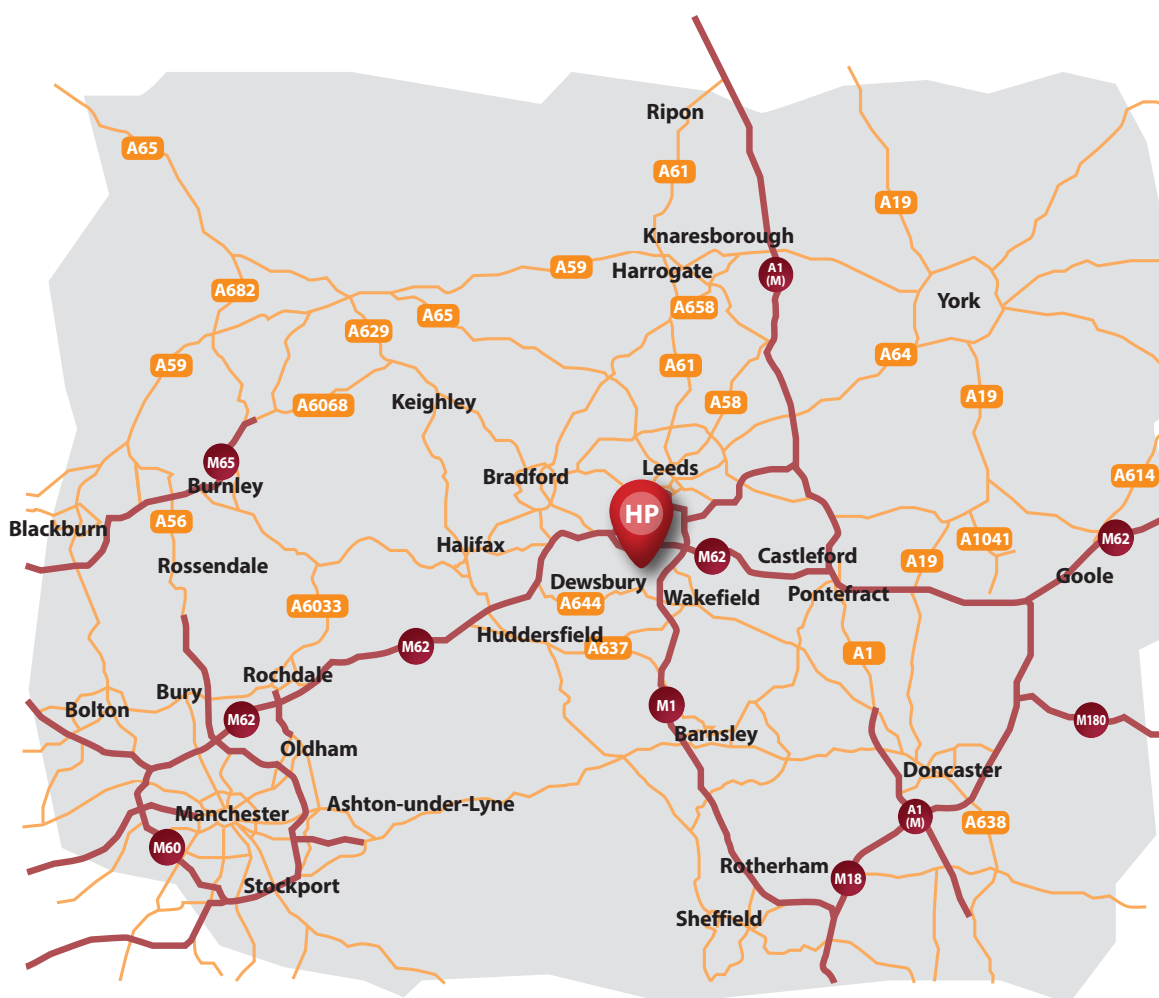 Ripon
A65
A61
A19
Knaresborough
A59
Harrogate
A1
(M)
A682
York
A658
A65
A629
A64
A59
A61
A19
Keighley
A58
A6068
M65
Leeds
Bradford
A614
Burnley
HP
A56
Blackburn
M62
A1041
Halifax
M62
Castleford
A19
Rossendale
Goole
Dewsbury
Wakefield
Pontefract
A644
A6033
Huddersfield
M62
A637
A1
Rochdale
Bury
M1
Bolton
M62
M180
Barnsley
Oldham
Doncaster
Ashton-under-Lyne
Manchester
A1
(M)
A638
M60
Rotherham
M18
Stockport
Sheffield